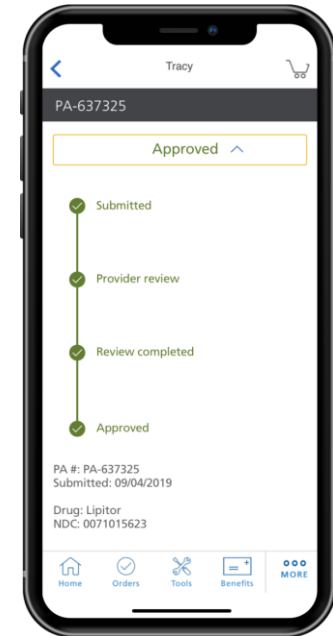 Tracy
PA-637325
Approved
Submitted
Provider review
Review completed
Approved
PA #: PA-637325
Submitted: 09/04/2019
Drug: Lipitor
NDC: 0071015623
Home Orders Tools Benefits MORE